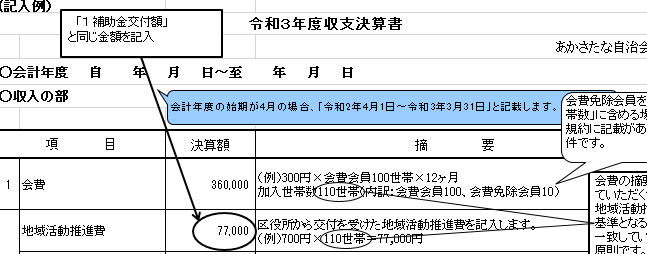 (記入例)
「１補助金交付額」
と同じ金額を記入
令和３年度収支決算書
あかさたな自治会
〇会計年度　自　年　月　日～至　年　月　日
〇収入の部
会計年度の始期が4月の場合、「令和2年4月1日～令和3年3月31日」と記載します。
会費免除会員を
帯数」に含める場
規約に記載があ
件です。
項　目　決算額　摘　要
1　会費　360,000
(例)300円×会費会員100世帯×12ヶ月
加入世帯数110世帯(内訳:会費会員100、会費免除会員10)
会費の摘要
ていただく
地域活動推
基準となる
一致してい
原則です。
地域活動推進費　77,000
区役所から交付を受けた地域活動推進費を記入します。
(例)700円×110世帯＝77,000円